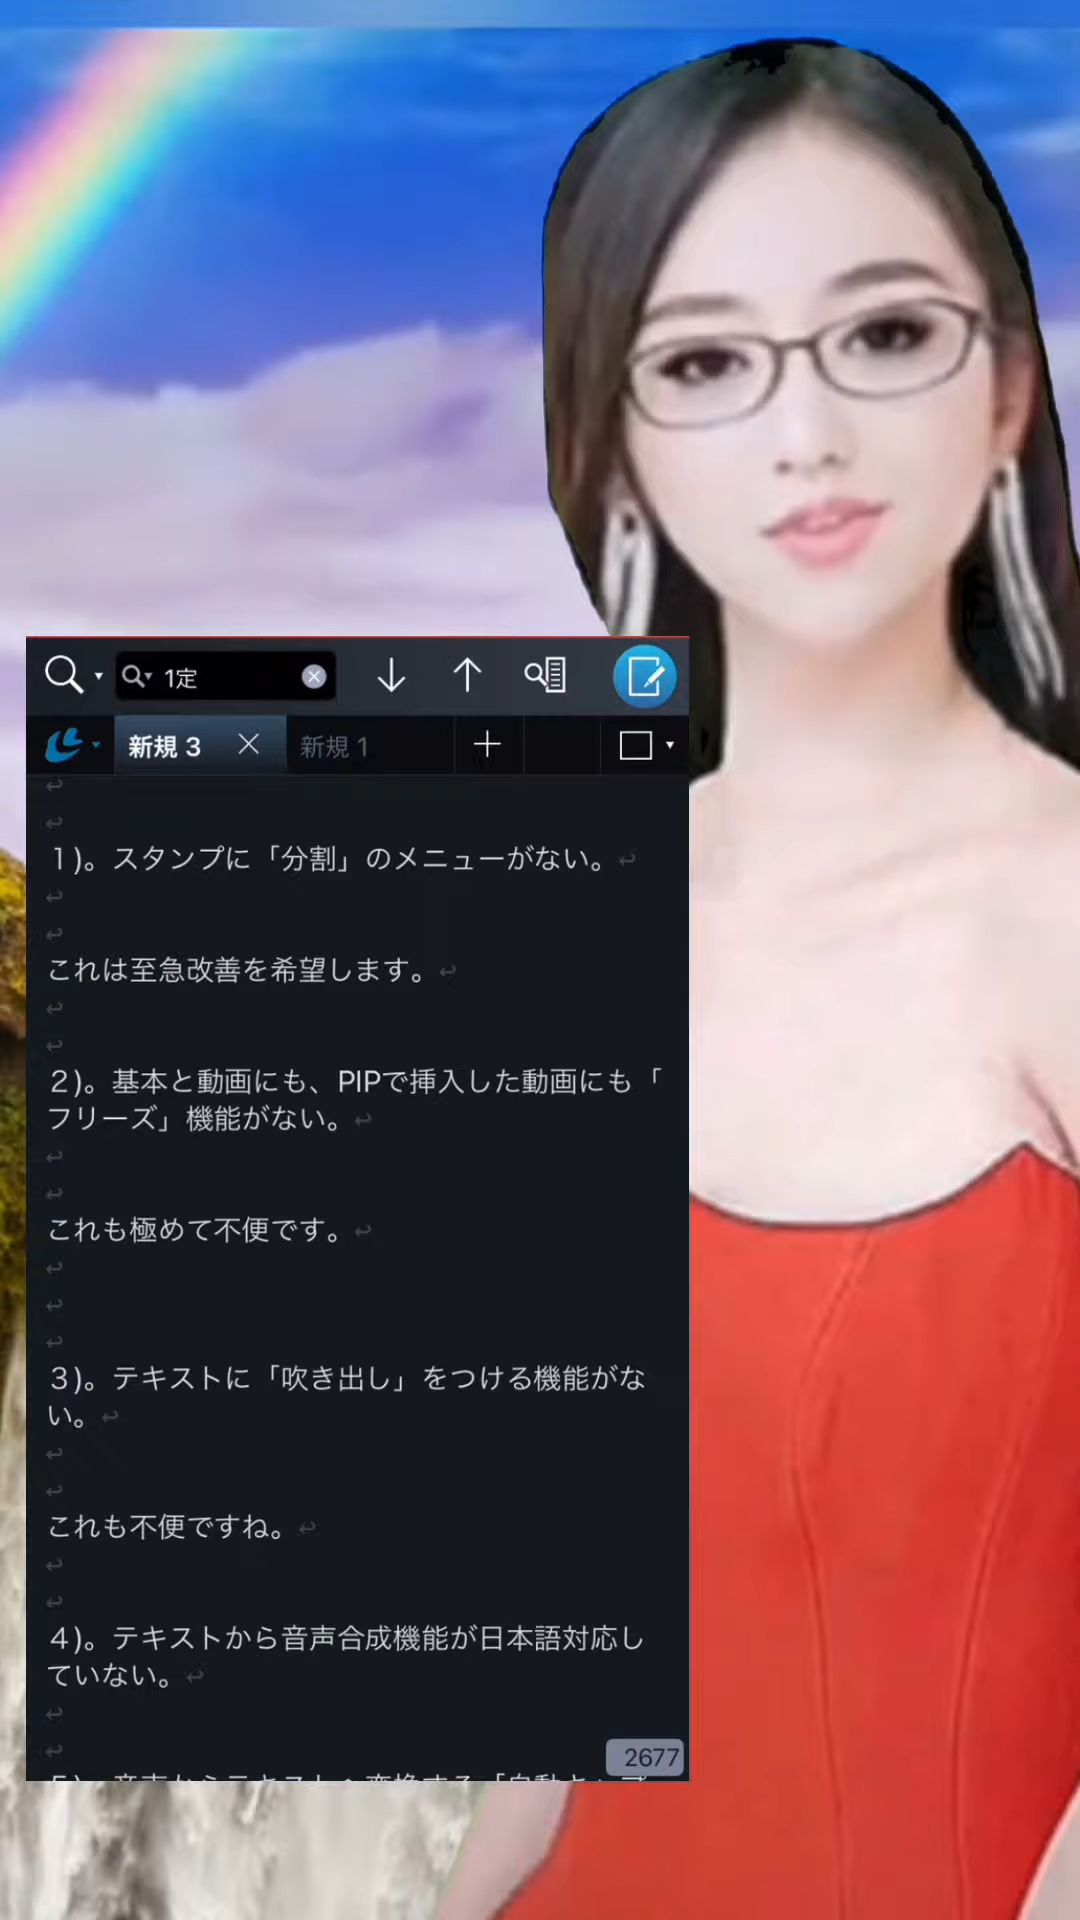 1定
新規 3
新規 1
１)。スタンプに「分割」のメニューがない。
これは至急改善を希望します。
２)。基本と動画にも、PIPで挿入した動画にも「
フリーズ」機能がない。
これも極めて不便です。
３)。テキストに「吹き出し」をつける機能がな
い。
これも不便ですね。
４)。テキストから音声合成機能が日本語対応し
ていない。
2677